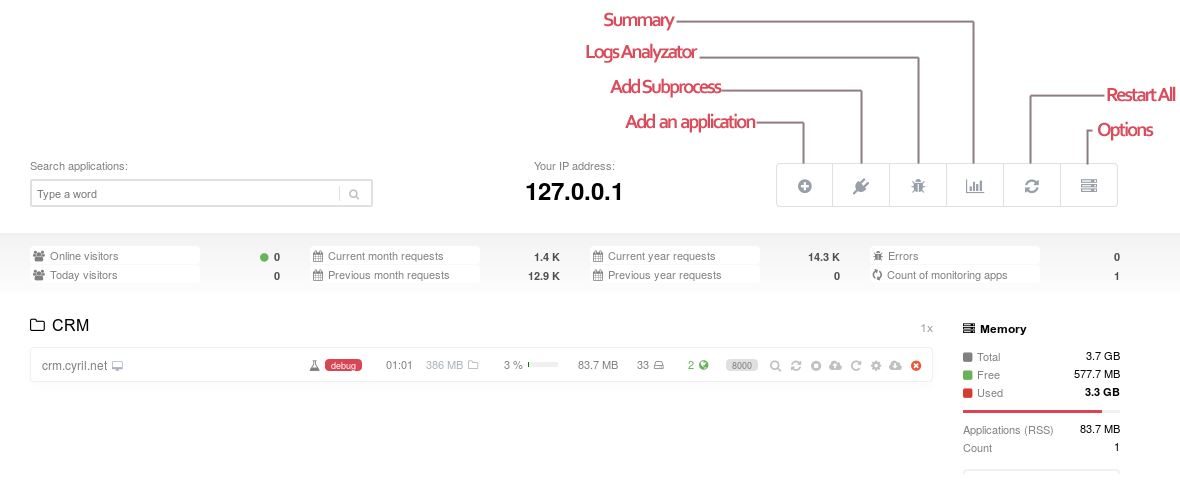 Summary
Logs Analyzator
Add Subprocess
Restart All
Add an application
Options
Search applications:
Your IP address:
Type a word
127.0.0.1
Online visitors 0 Current month requests 1.4 K Current year requests 14.3 K Errors 0
Today visitors 0 Previous month requests 12.9 K Previous year requests 0 Count of monitoring apps 1
CRM 1x
crm.cyril.net debug 01:01 386 MB 3 % 83.7 MB 33 2 8000
Memory
Total 3.7 GB
Free 577.7 MB
Used 3.3 GB
Applications (RSS) 83.7 MB
Count 1